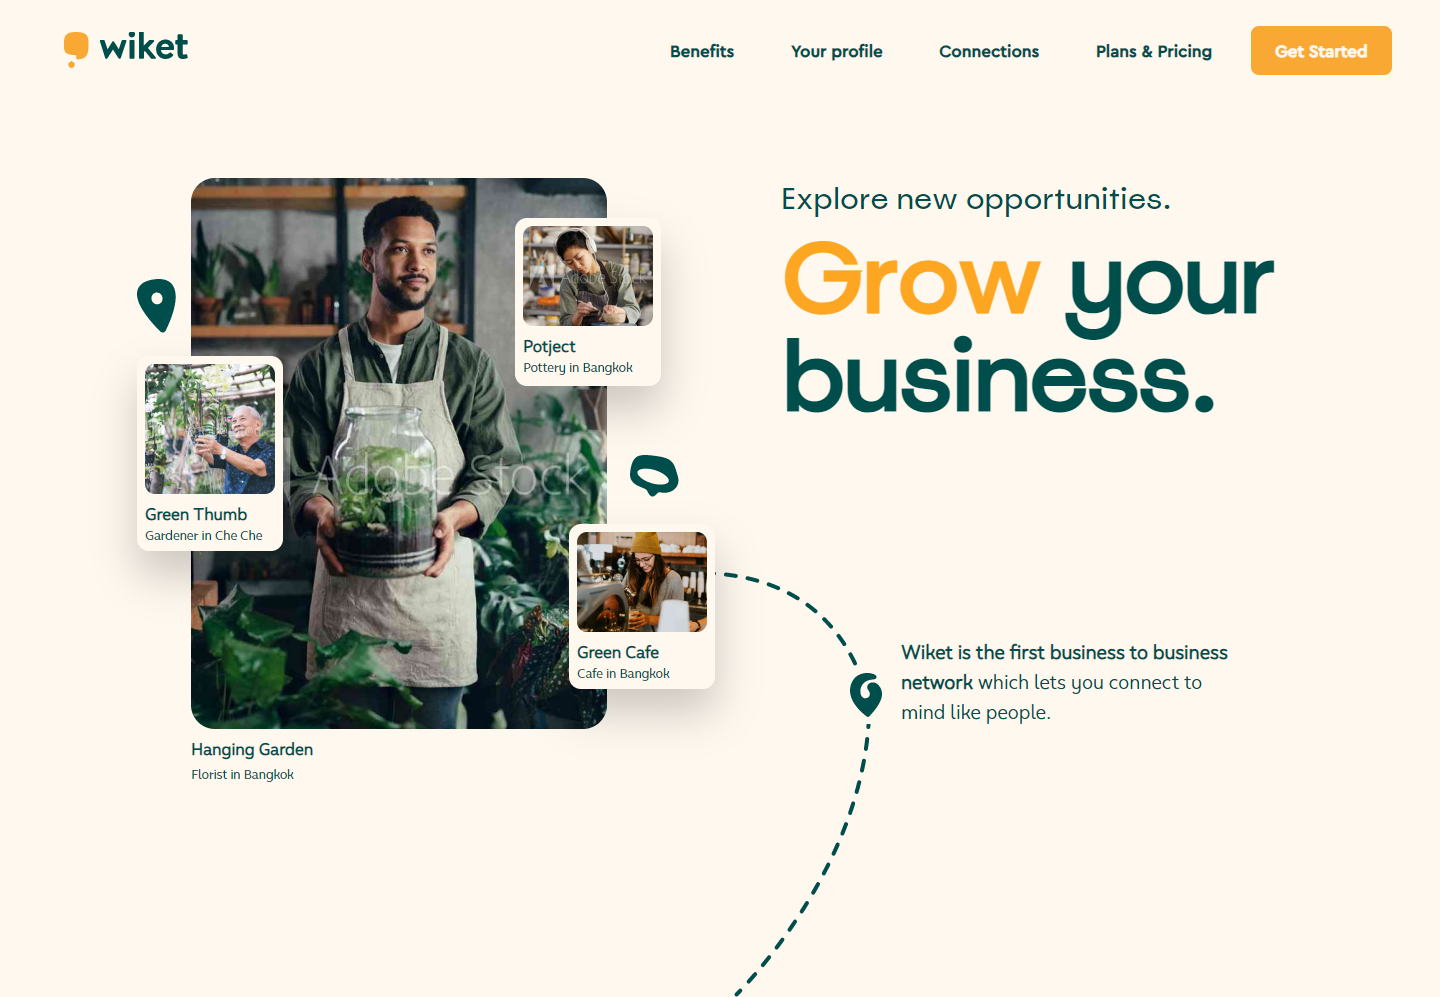 wiket
Benefits
Your profile
Connections
Plans & Pricing
Get Started
Explore new opportunities.
Grow your
business.
Adobe Stock
Potject
Pottery in Bangkok
Adobe Stock
Green Thumb
Gardener in Che Che
Green Cafe
Cafe in Bangkok
Wiket is the first business to business
network which lets you connect to
mind like people.
Hanging Garden
Florist in Bangkok